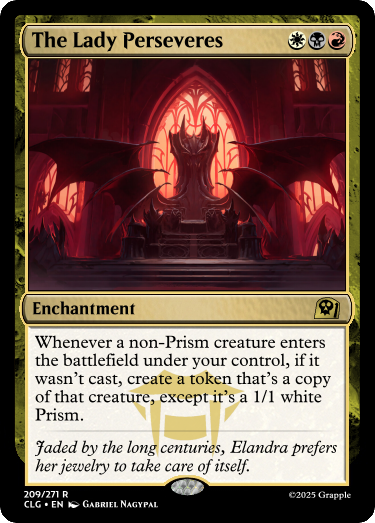 The Lady Perseveres
Enchantment
Whenever a non-Prism creature enters
the battlefield under your control, if it
wasn't cast, create a token that's a copy
of that creature, except it's a 1/1 white
Prism.
Jaded by the long centuries, Elandra prefers
her jewelry to take care of itself.
209/271 R
CLG • EN Gabriel Nagypal
©2025 Grapple